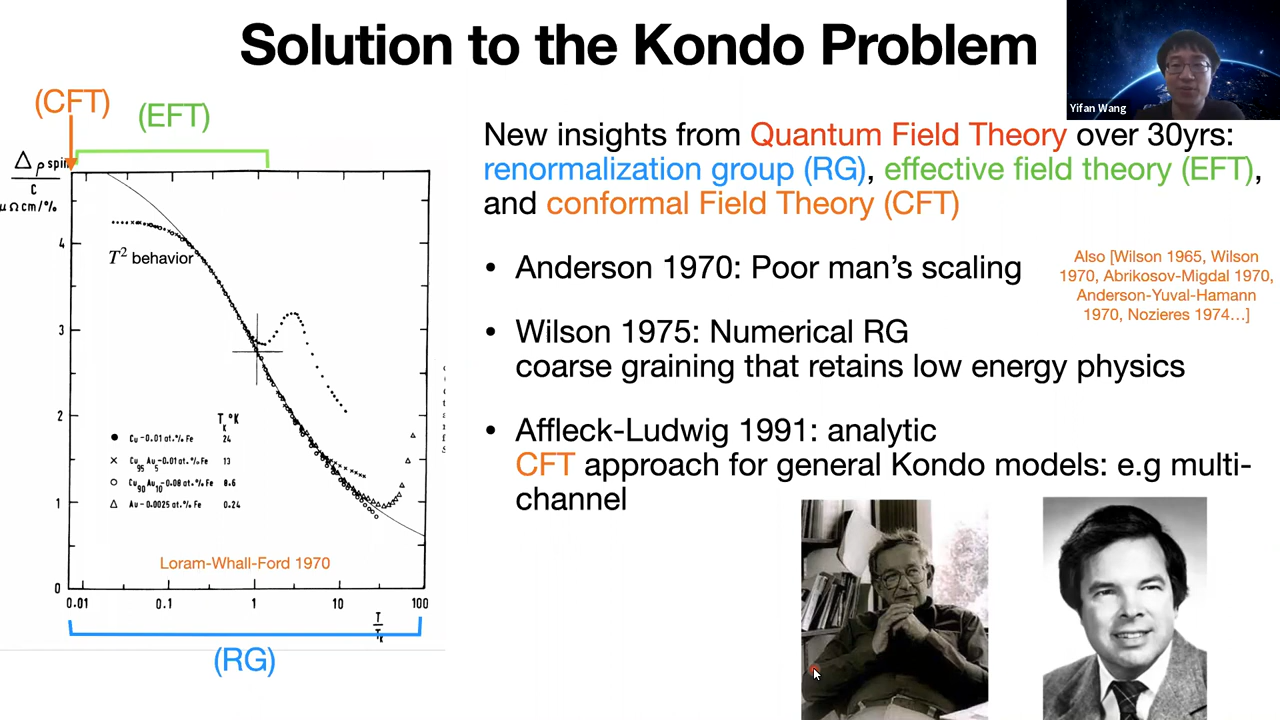 Solution to the Kondo Problem
Yifan Wang
(CFT)
(EFT)
New insights from Quantum Field Theory over 30yrs:
renormalization group (RG), effective field theory (EFT),
and conformal Field Theory (CFT)
• Anderson 1970: Poor man’s scaling
Also [Wilson 1965, Wilson
1970, Abrikosov-Migdal 1970,
Anderson-Yuval-Hamann
1970, Nozieres 1974…]
• Wilson 1975: Numerical RG
coarse graining that retains low energy physics
• Affleck-Ludwig 1991: analytic
CFT approach for general Kondo models: e.g multi-
channel
Δ ρ spin
c
μ Ω cm/%
4
3
2
1
0
T² behavior
T_K °K
Cu-0.01 at.% Fe 24
Cu₉₅ Au₅-0.01 at.% Fe 13
Cu₉₀ Au₁₀-0.08 at.% Fe 8.6
Au-0.0025 at.% Fe 0.24
Loram-Whall-Ford 1970
0.01 0.1 1 10 100
T
T_K
(RG)